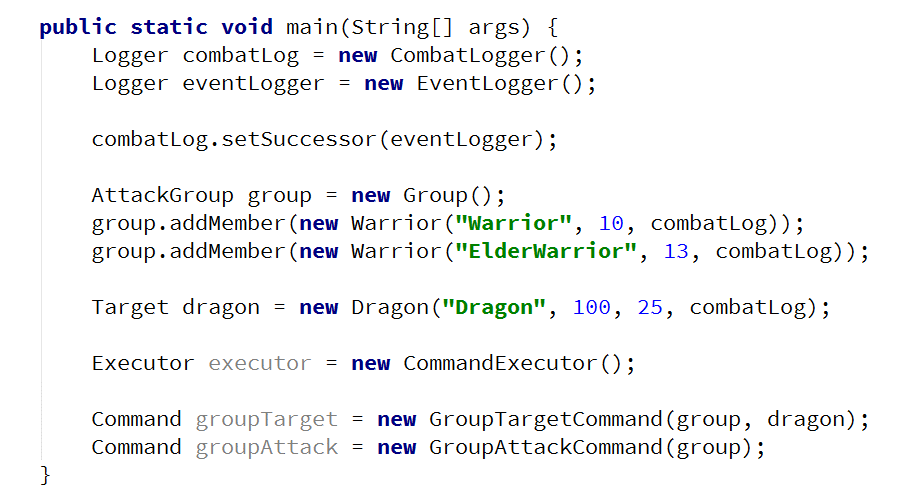 public static void main(String[] args) {
    Logger combatLog = new CombatLogger();
    Logger eventLogger = new EventLogger();

    combatLog.setSuccessor(eventLogger);

    AttackGroup group = new Group();
    group.addMember(new Warrior("Warrior", 10, combatLog));
    group.addMember(new Warrior("ElderWarrior", 13, combatLog));

    Target dragon = new Dragon("Dragon", 100, 25, combatLog);

    Executor executor = new CommandExecutor();

    Command groupTarget = new GroupTargetCommand(group, dragon);
    Command groupAttack = new GroupAttackCommand(group);
}